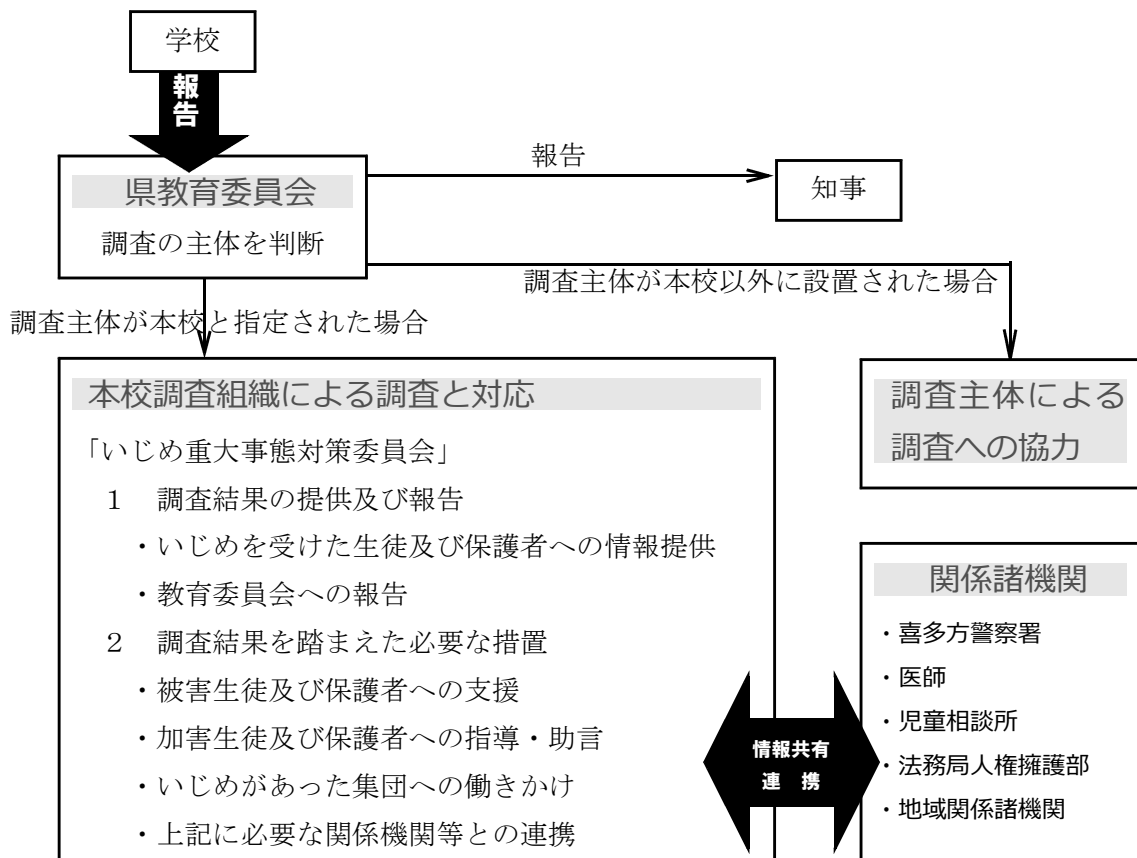 学校
報告
県教育委員会
調査の主体を判断
報告
知事
調査主体が本校以外に設置された場合
調査主体が本校と指定された場合
本校調査組織による調査と対応
「いじめ重大事態対策委員会」
１　調査結果の提供及び報告
・いじめを受けた生徒及び保護者への情報提供
・教育委員会への報告
２　調査結果を踏まえた必要な措置
・被害生徒及び保護者への支援
・加害生徒及び保護者への指導・助言
・いじめがあった集団への働きかけ
・上記に必要な関係機関等との連携
調査主体による
調査への協力
情報共有
連　携
関係諸機関
・喜多方警察署
・医師
・児童相談所
・法務局人権擁護部
・地域関係諸機関